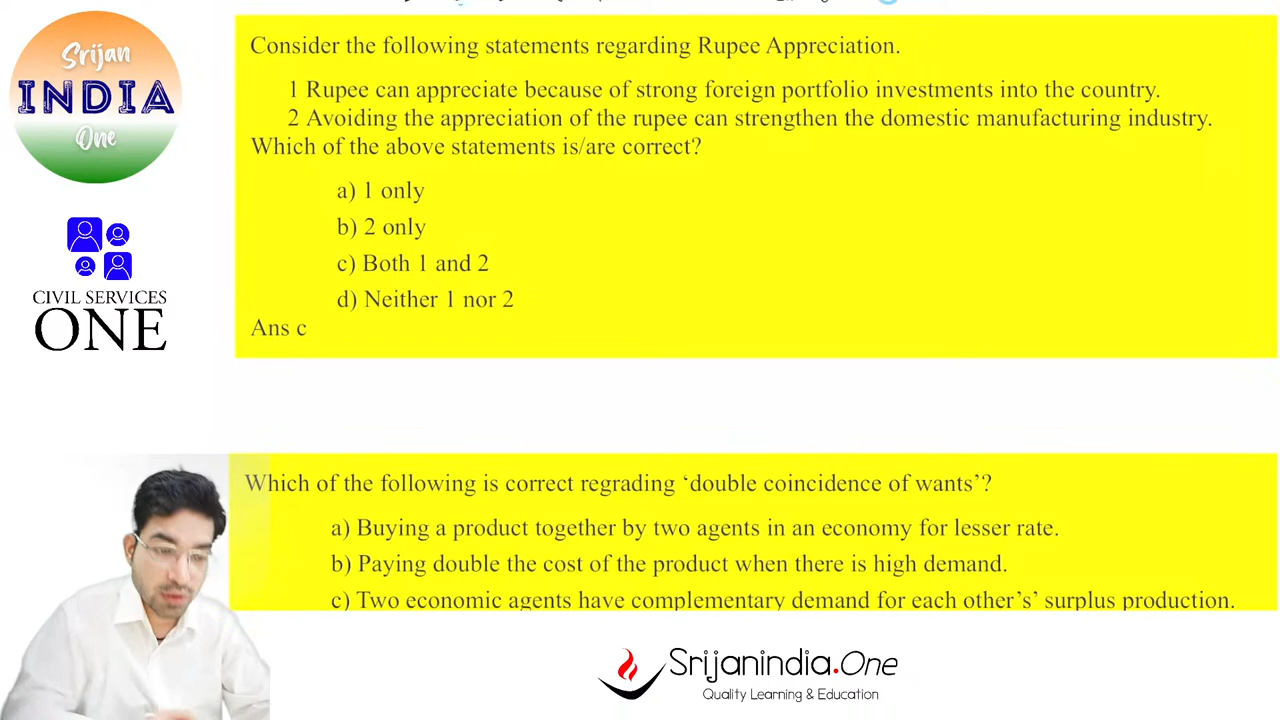 Srijan
INDIA
One
CIVIL SERVICES
ONE
Consider the following statements regarding Rupee Appreciation.
1 Rupee can appreciate because of strong foreign portfolio investments into the country.
2 Avoiding the appreciation of the rupee can strengthen the domestic manufacturing industry.
Which of the above statements is/are correct?
a) 1 only
b) 2 only
c) Both 1 and 2
d) Neither 1 nor 2
Ans c
Which of the following is correct regrading ‘double coincidence of wants’?
a) Buying a product together by two agents in an economy for lesser rate.
b) Paying double the cost of the product when there is high demand.
c) Two economic agents have complementary demand for each other’s’ surplus production.
Srijanindia.One
Quality Learning & Education